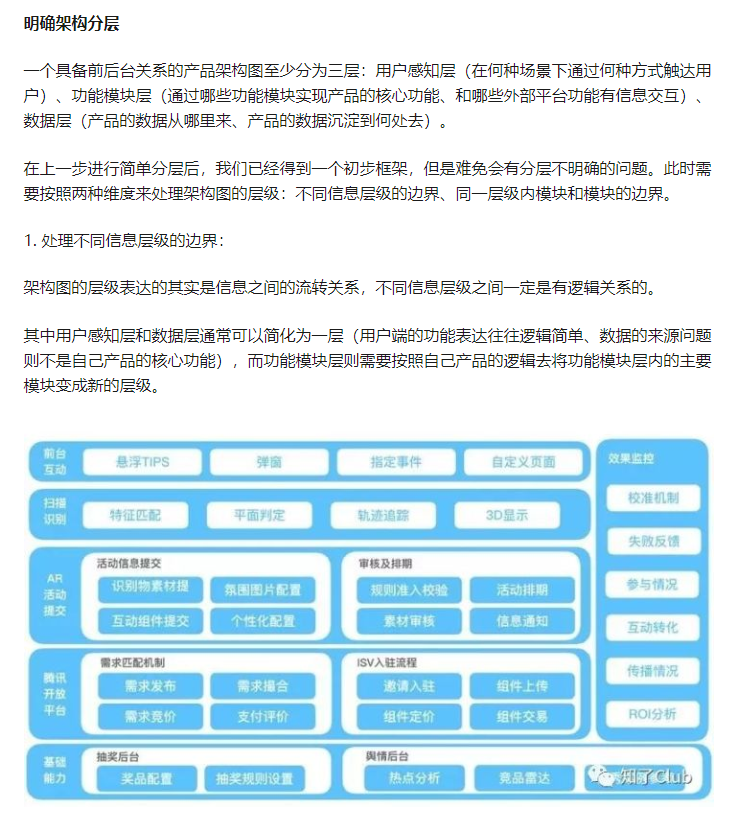 明确架构分层
一个具备前后台关系的产品架构图至少分为三层：用户感知层（在何种场景下通过何种方式触达用
户）、功能模块层（通过哪些功能模块实现产品的核心功能、和哪些外部平台功能有信息交互）、
数据层（产品的数据从哪里来、产品的数据沉淀到何处去）。
在上一步进行简单分层后，我们已经得到一个初步框架，但是难免会有分层不明确的问题。此时需
要按照两种维度来处理架构图的层级：不同信息层级的边界、同一层级内模块和模块的边界。
1. 处理不同信息层级的边界：
架构图的层级表达的其实是信息之间的流转关系，不同信息层级之间一定是有逻辑关系的。
其中用户感知层和数据层通常可以简化为一层（用户端的功能表达往往逻辑简单、数据的来源问题
则不是自己产品的核心功能），而功能模块层则需要按照自己产品的逻辑去将功能模块层内的主要
模块变成新的层级。
前台
互动
悬浮TIPS
弹窗
指定事件
自定义页面
扫描
识别
特征匹配
平面判定
轨迹追踪
3D显示
AR
活动
提交
活动信息提交
识别物素材提
氛围图片配置
互动组件提交
个性化配置
审核及排期
规则准入校验
活动排期
素材审核
信息通知
腾讯
开放
平台
需求匹配机制
需求发布
需求撮合
需求竞价
支付评价
ISV入驻流程
邀请入驻
组件上传
组件定价
组件交易
基础
能力
抽奖后台
奖品配置
抽奖规则设置
舆情后台
热点分析
竞品雷达
效果监控
校准机制
失败反馈
参与情况
互动转化
传播情况
ROI分析
知了Club